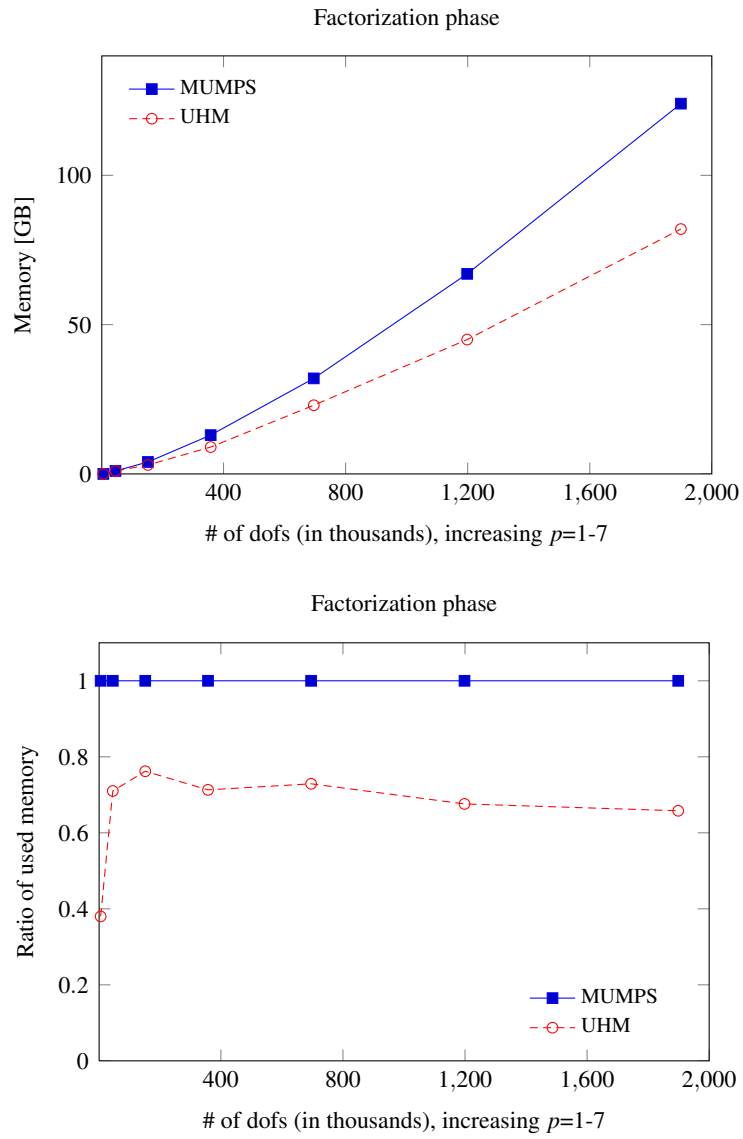 Factorization phase
MUMPS
UHM
100
50
0
Memory [GB]
400 800 1,200 1,600 2,000
# of dofs (in thousands), increasing p=1-7
Factorization phase
1
0.8
0.6
0.4
0.2
0
Ratio of used memory
MUMPS
UHM
400 800 1,200 1,600 2,000
# of dofs (in thousands), increasing p=1-7